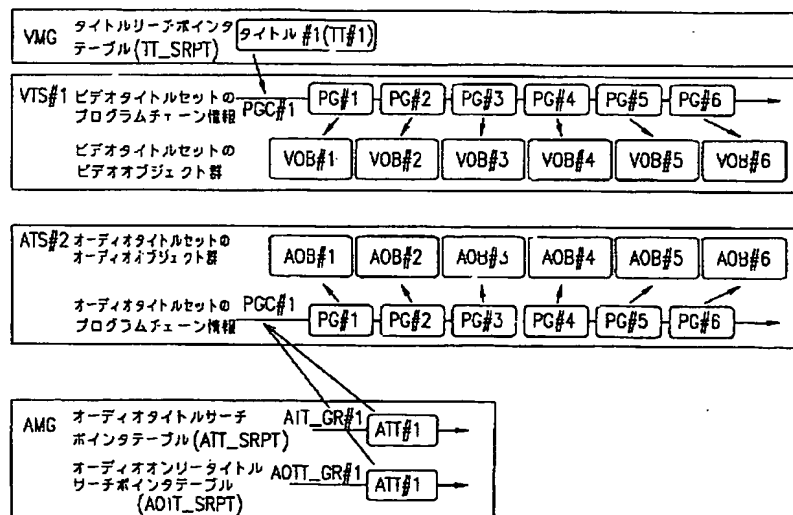 VMG タイトルリーチポインタ
テーブル(TT_SRPT)
タイトル #1(TT#1)
VTS#1 ビデオタイトルセットの
プログラムチェーン情報
PGC#1 PG#1 PG#2 PG#3 PG#4 PG#5 PG#6
ビデオタイトルセットの
ビデオオブジェクト群
VOB#1 VOB#2 VOB#3 VOB#4 VOB#5 VOB#6
ATS#2 オーディオタイトルセットの
オーディオオブジェクト群
AOB#1 AOB#2 AOB#3 AOB#4 AOB#5 AOB#6
オーディオタイトルセットの
プログラムチェーン情報
PGC#1 PG#1 PG#2 PG#3 PG#4 PG#5 PG#6
AMG オーディオタイトルサーチ
ポインタテーブル(ATT_SRPT)
AIT_GR#1 ATT#1
オーディオオンリータイトル
サーチポインタテーブル
(AOIT_SRPT)
AOTT_GR#1 ATT#1